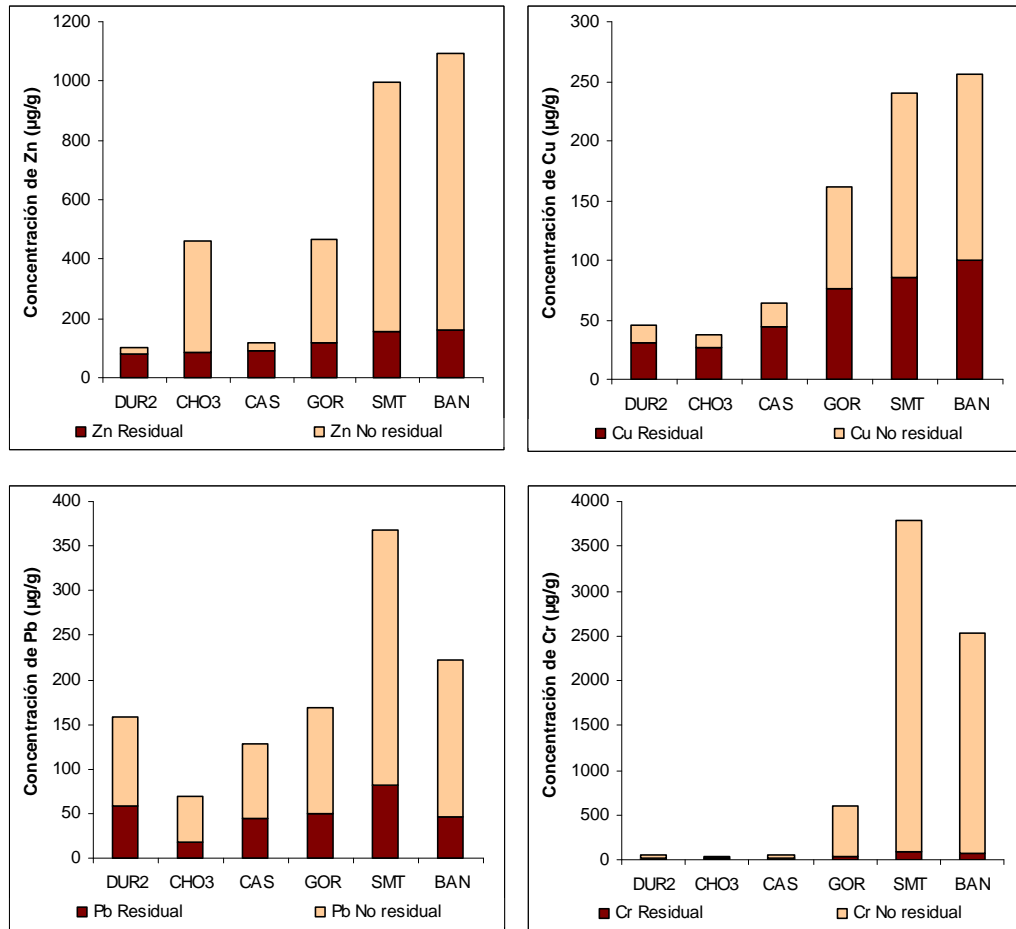 Concentración de Zn (µg/g)
1200
1000
800
600
400
200
0
DUR2 CHO3 CAS GOR SMT BAN
Zn Residual Zn No residual
Concentración de Cu (µg/g)
300
250
200
150
100
50
0
DUR2 CHO3 CAS GOR SMT BAN
Cu Residual Cu No residual
Concentración de Pb (µg/g)
400
350
300
250
200
150
100
50
0
DUR2 CHO3 CAS GOR SMT BAN
Pb Residual Pb No residual
Concentración de Cr (µg/g)
4000
3500
3000
2500
2000
1500
1000
500
0
DUR2 CHO3 CAS GOR SMT BAN
Cr Residual Cr No residual